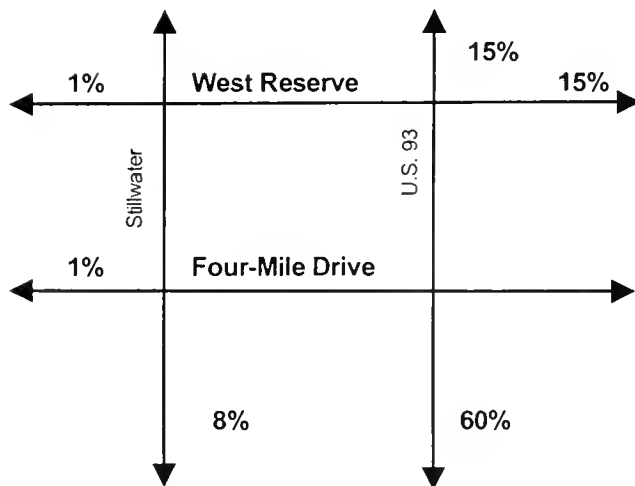 15%
1%
West Reserve
15%
Stillwater
U.S. 93
1%
Four-Mile Drive
8%
60%